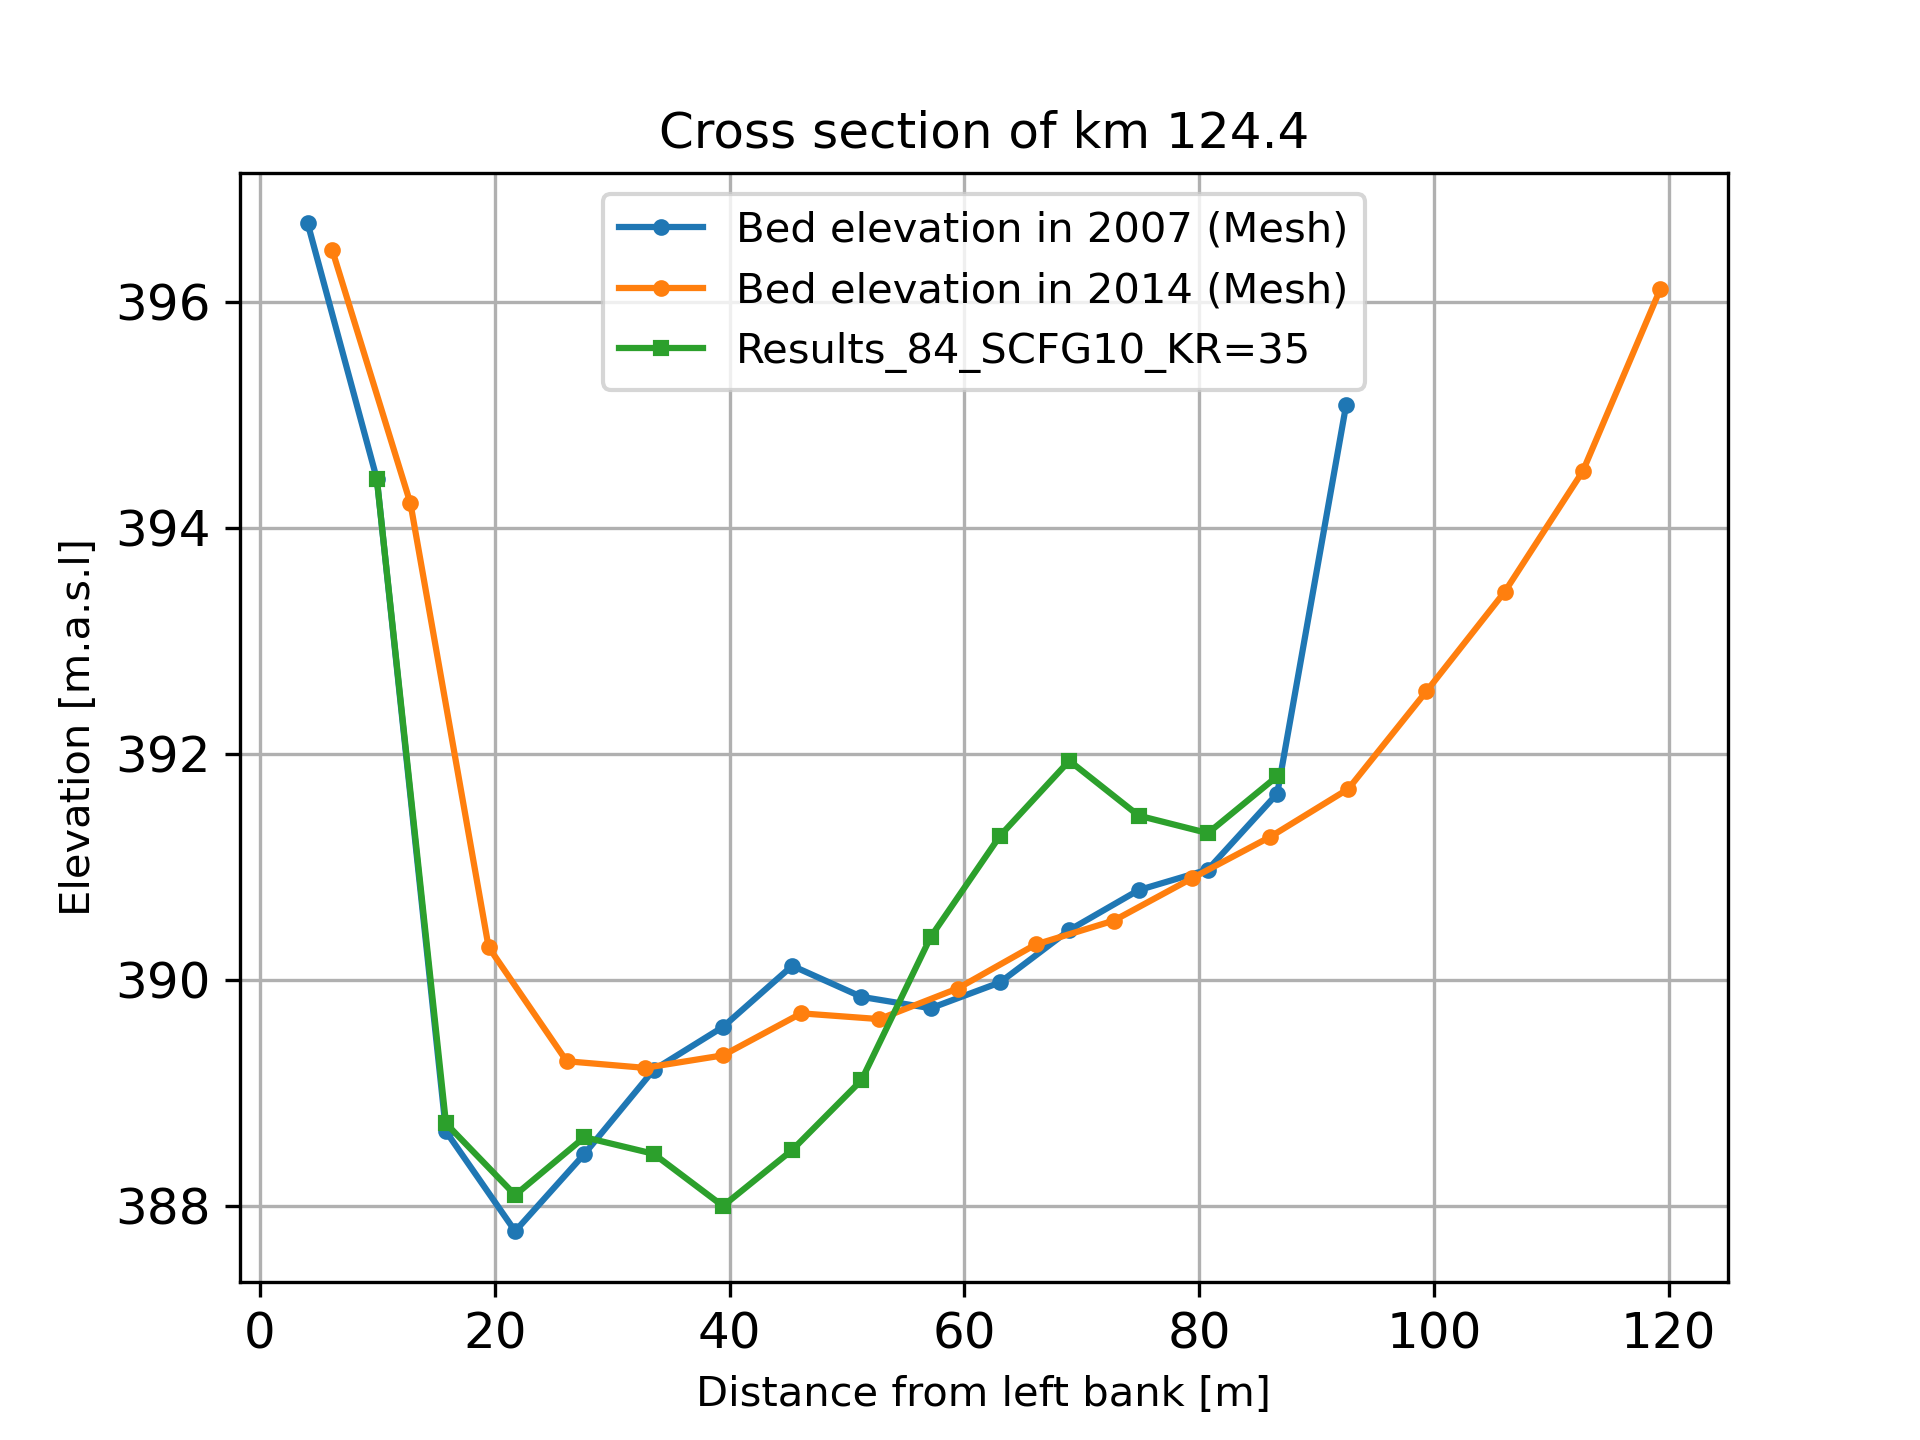 Cross section of km 124.4
Bed elevation in 2007 (Mesh)
Bed elevation in 2014 (Mesh)
Results_84_SCFG10_KR=35
396
394
392
390
388
Elevation [m.a.s.l]
0 20 40 60 80 100 120
Distance from left bank [m]